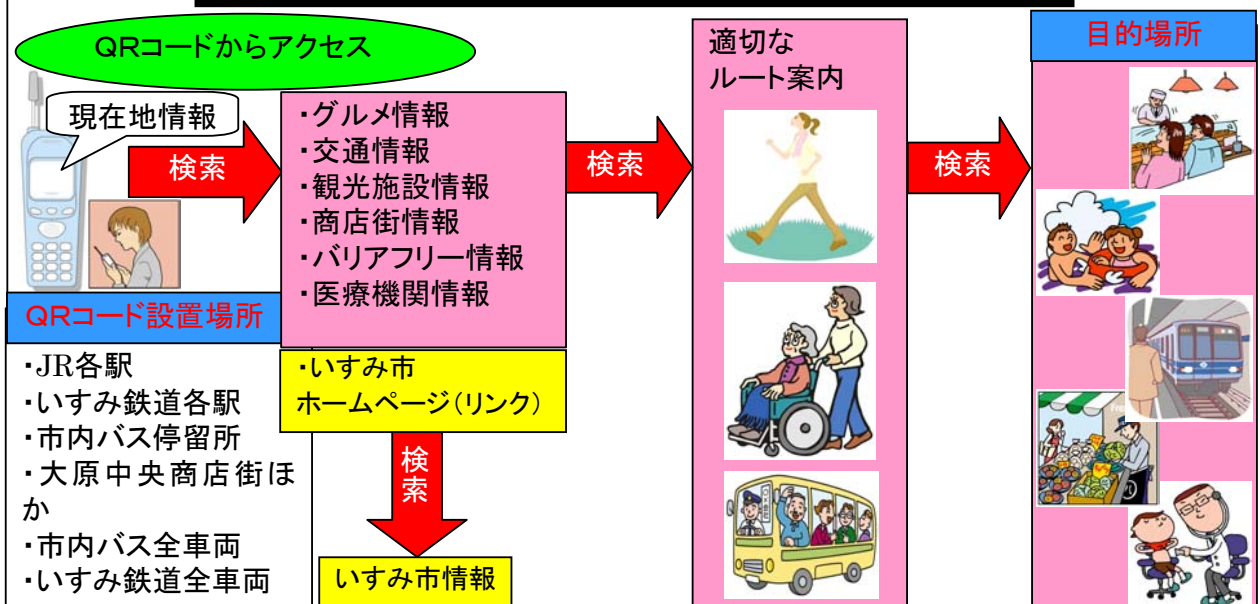 QRコードからアクセス
現在地情報
検索
・グルメ情報
・交通情報
・観光施設情報
・商店街情報
・バリアフリー情報
・医療機関情報
検索
適切な
ルート案内
検索
目的場所
QRコード設置場所
・JR各駅
・いすみ鉄道各駅
・市内バス停留所
・大原中央商店街ほ
か
・市内バス全車両
・いすみ鉄道全車両
・いすみ市
ホームページ（リンク）
検
索
いすみ市情報